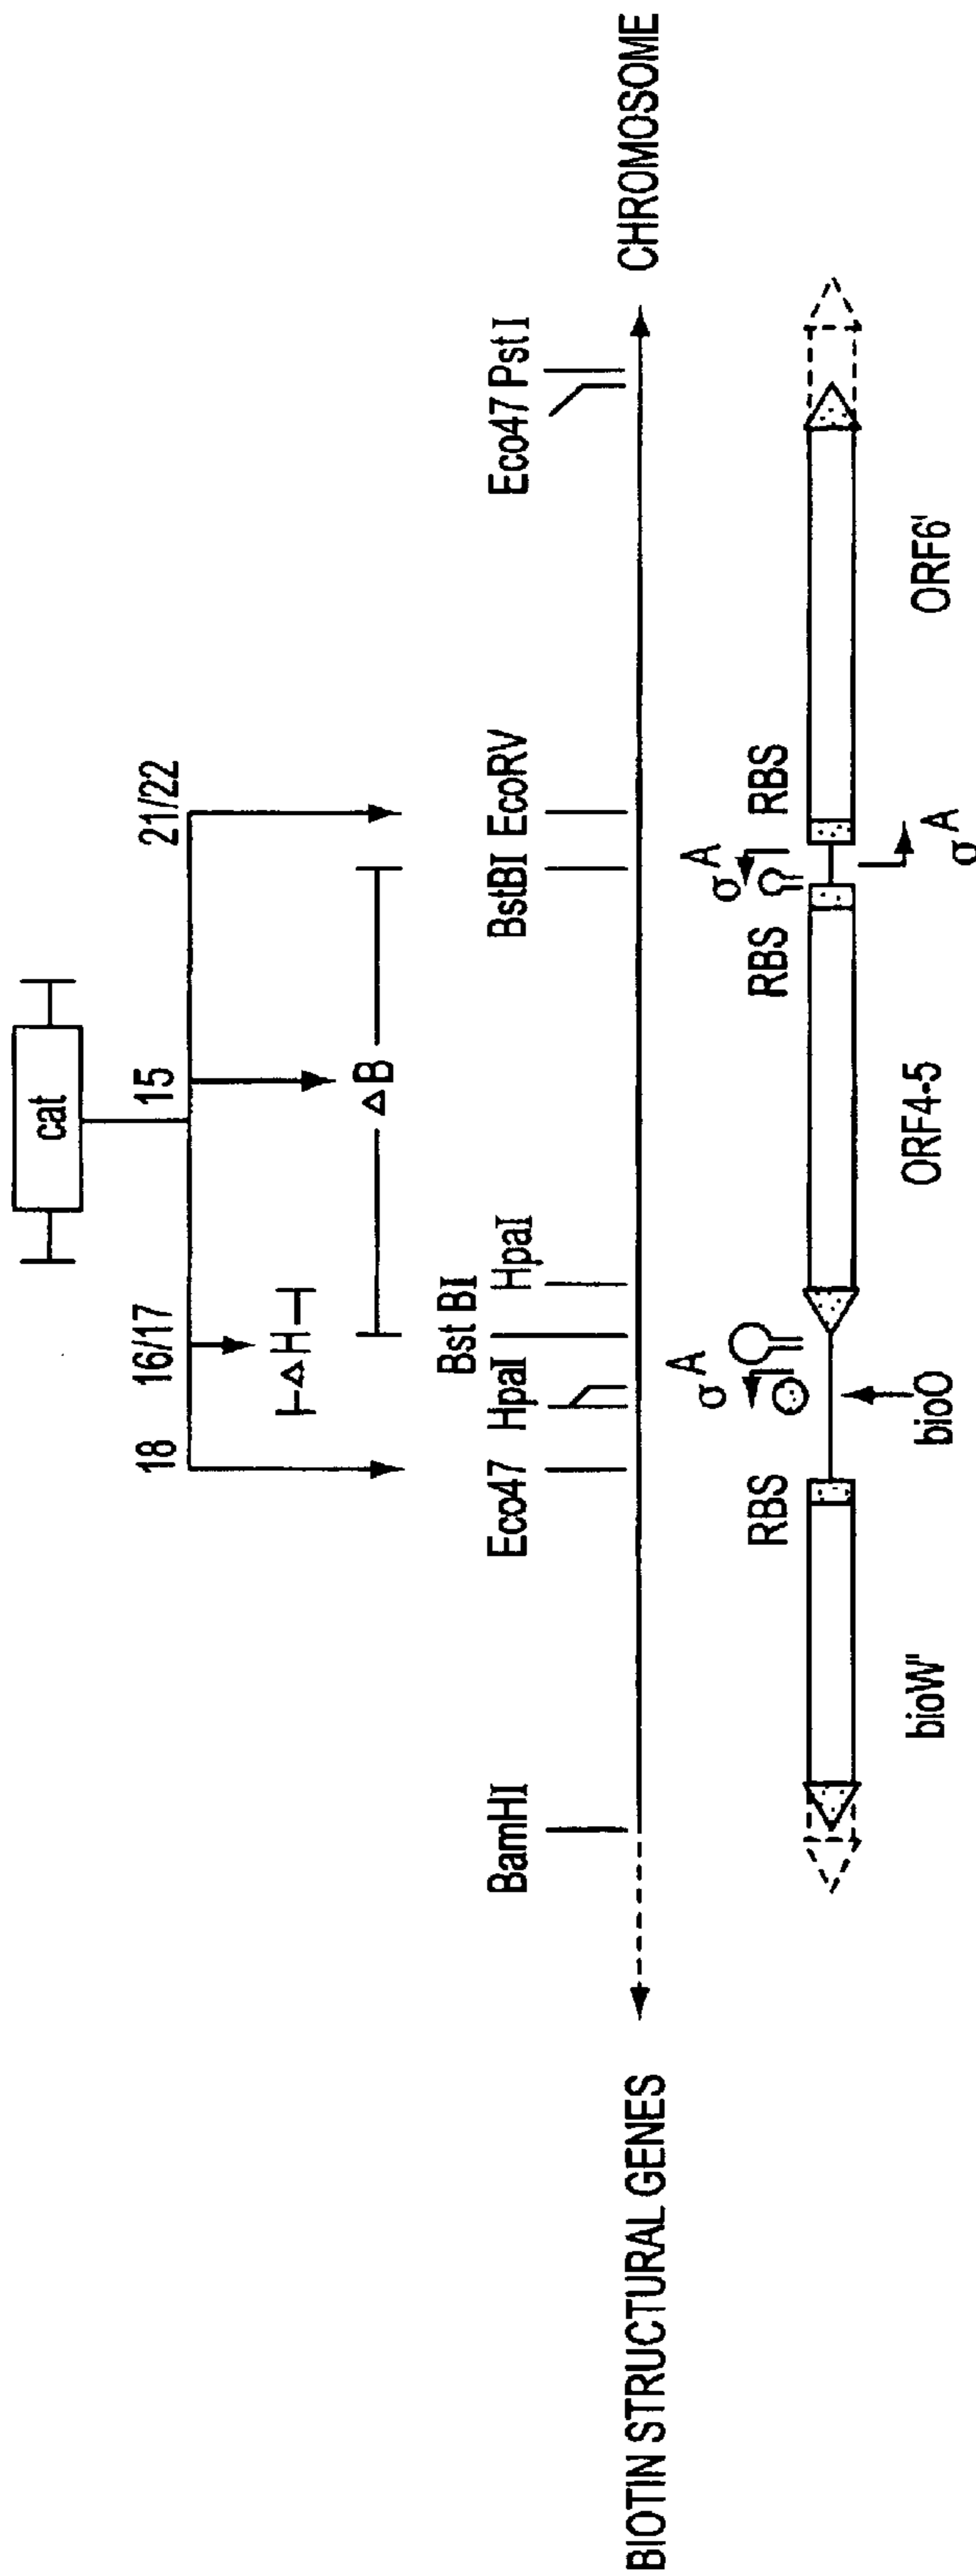 cat
18
16/17
15
21/22
ΔH
ΔB
BamHI
Eco47
HpaI
Bst BI
HpaI
BstBI
EcoRV
Eco47
PstI
BIOTIN STRUCTURAL GENES
CHROMOSOME
RBS
σA
RBS
σA
RBS
σA
bioW"
bioO
ORF4-5
ORF6'